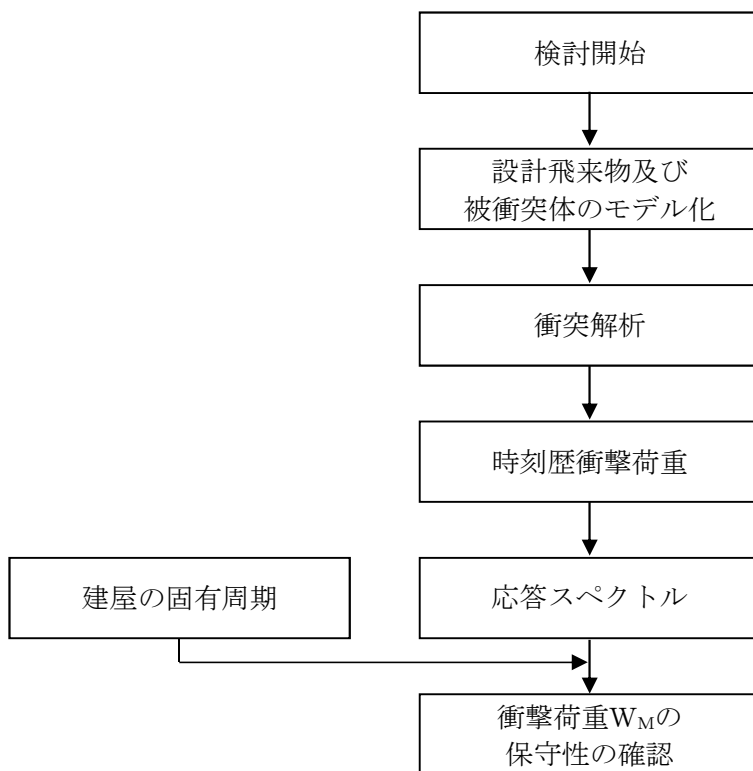 検討開始
設計飛来物及び
被衝突体のモデル化
衝突解析
時刻歴衝撃荷重
建屋の固有周期
応答スペクトル
衝撃荷重WMの
保守性の確認